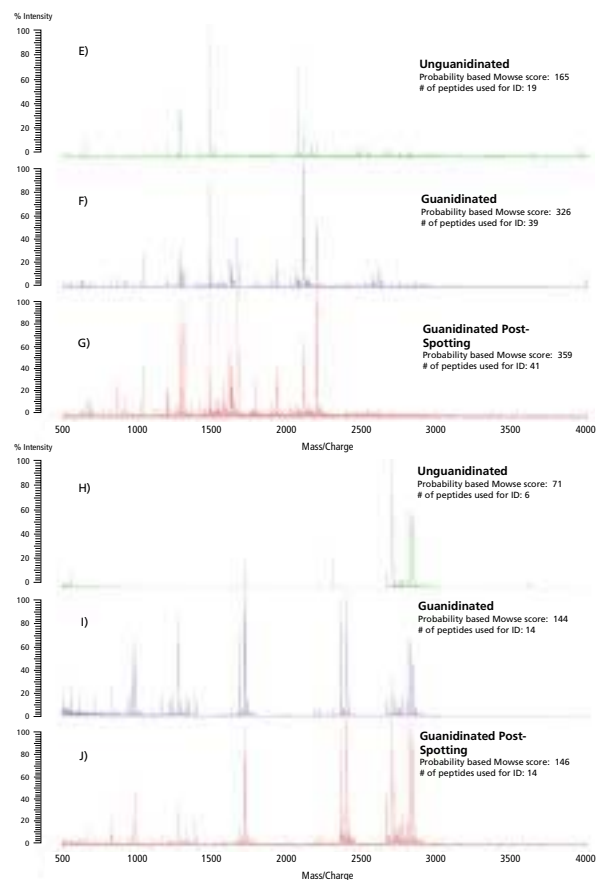 % Intensity
100
80
60
40
20
0
E)
Unguanidinated
Probability based Mowse score: 165
# of peptides used for ID: 19
100
80
60
40
20
0
F)
Guanidinated
Probability based Mowse score: 326
# of peptides used for ID: 39
100
80
60
40
20
0
G)
Guanidinated Post-
Spotting
Probability based Mowse score: 359
# of peptides used for ID: 41
500 1000 1500 2000 2500 3000 3500 4000
Mass/Charge
% Intensity
100
80
60
40
20
0
H)
Unguanidinated
Probability based Mowse score: 71
# of peptides used for ID: 6
100
80
60
40
20
0
I)
Guanidinated
Probability based Mowse score: 144
# of peptides used for ID: 14
100
80
60
40
20
0
J)
Guanidinated Post-
Spotting
Probability based Mowse score: 146
# of peptides used for ID: 14
500 1000 1500 2000 2500 3000 3500 4000
Mass/Charge